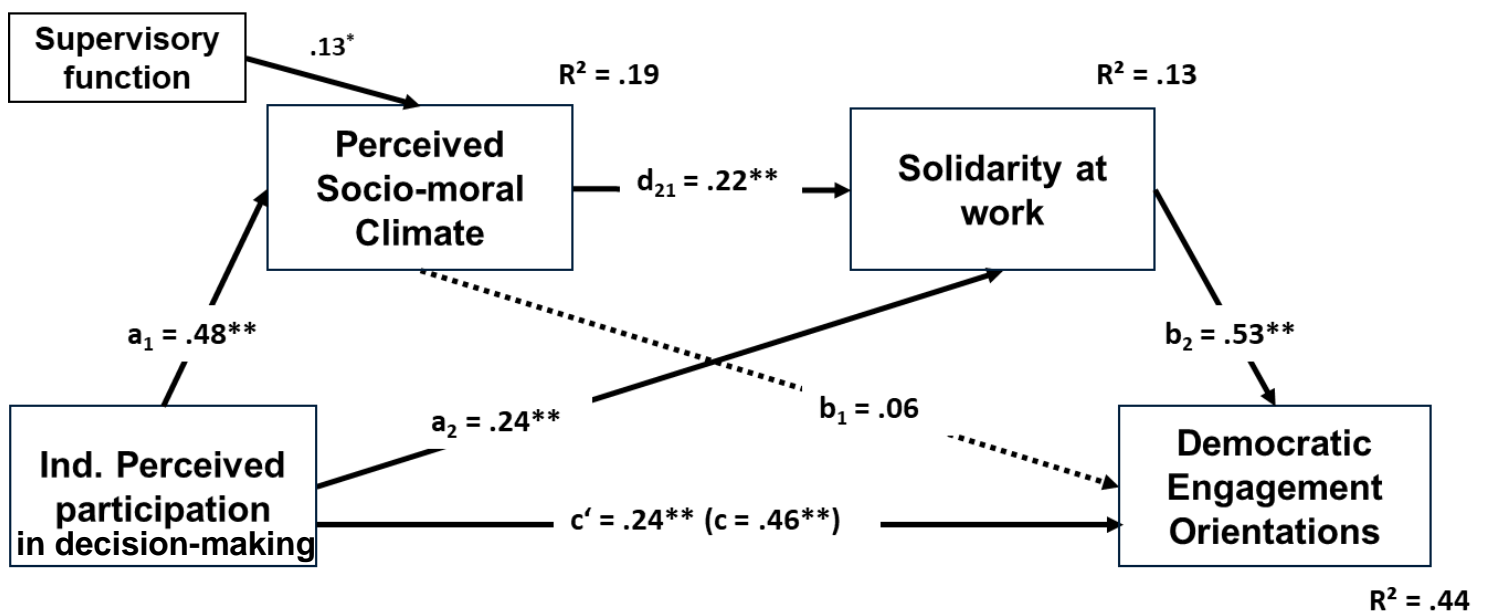 Supervisory
function
.13*
R² = .19
R² = .13
Perceived
Socio-moral
Climate
d₂₁ = .22**
Solidarity at
work
a₁ = .48**
b₂ = .53**
a₂ = .24**
b₁ = .06
Ind. Perceived
participation
in decision-making
c‘ = .24** (c = .46**)
Democratic
Engagement
Orientations
R² = .44